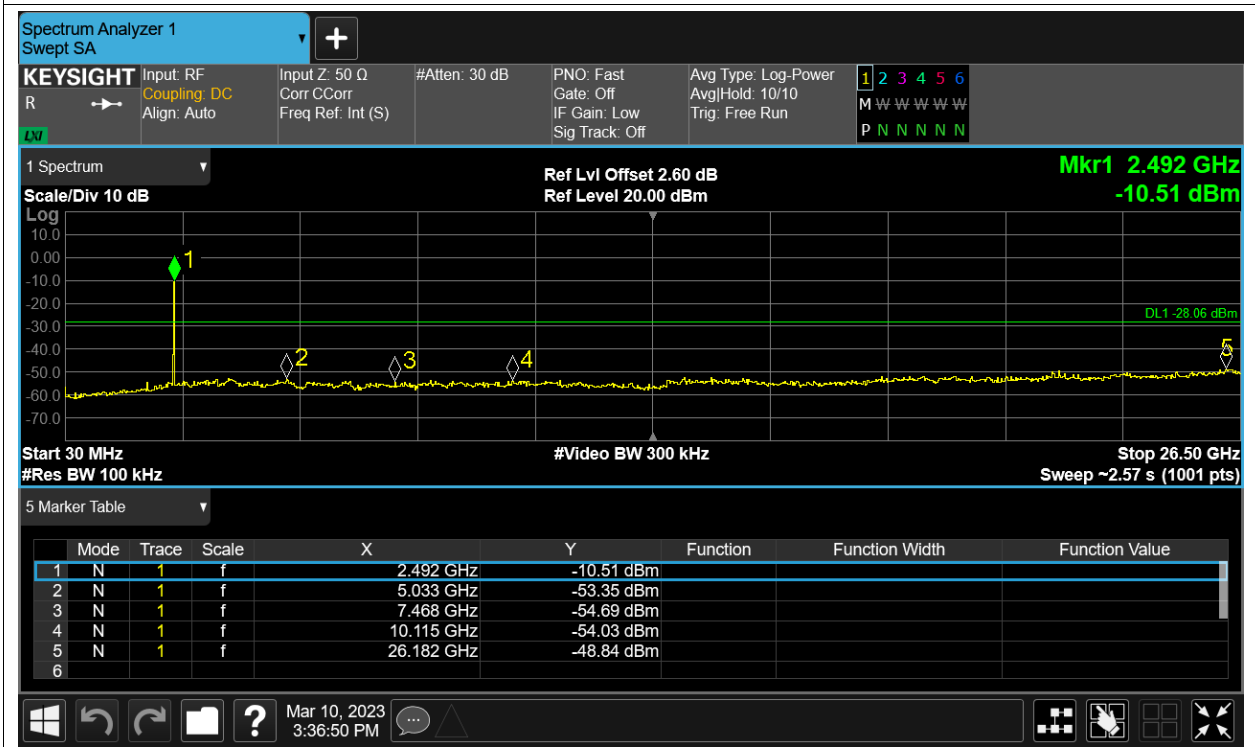 Spectrum Analyzer 1
Swept SA
KEYSIGHT
R
LXI
Input: RF
Coupling: DC
Align: Auto
Input Z: 50 Ω
Corr CCorr
Freq Ref: Int (S)
#Atten: 30 dB
PNO: Fast
Gate: Off
IF Gain: Low
Sig Track: Off
Avg Type: Log-Power
Avg|Hold: 10/10
Trig: Free Run
1 2 3 4 5 6
M W W W W W
P N N N N N
1 Spectrum
Scale/Div 10 dB
Ref Lvl Offset 2.60 dB
Ref Level 20.00 dBm
Mkr1 2.492 GHz
-10.51 dBm
Log
10.0
0.00
-10.0
-20.0
-30.0
-40.0
-50.0
-60.0
-70.0
1
2
3
4
5
DL1 -28.06 dBm
Start 30 MHz
#Res BW 100 kHz
#Video BW 300 kHz
Stop 26.50 GHz
Sweep ~2.57 s (1001 pts)
5 Marker Table
Mode Trace Scale X Y Function Function Width Function Value
1 N 1 f 2.492 GHz -10.51 dBm
2 N 1 f 5.033 GHz -53.35 dBm
3 N 1 f 7.468 GHz -54.69 dBm
4 N 1 f 10.115 GHz -54.03 dBm
5 N 1 f 26.182 GHz -48.84 dBm
6
?
Mar 10, 2023
3:36:50 PM